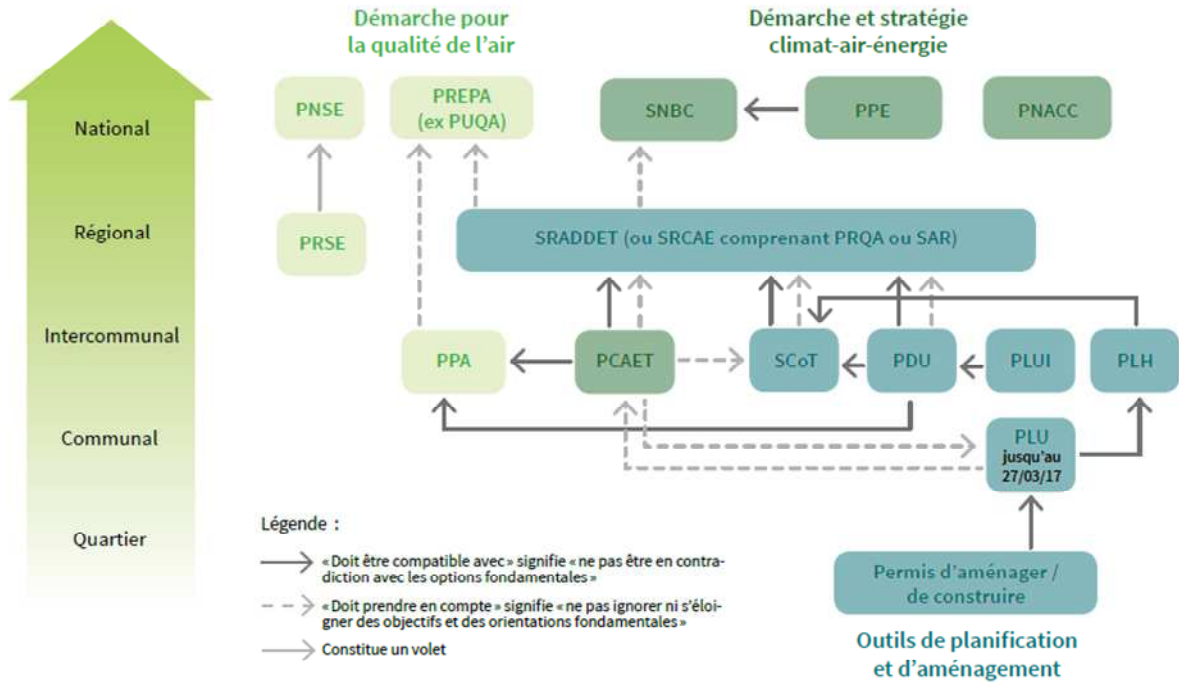 Démarche pour
la qualité de l'air
Démarche et stratégie
climat-air-énergie
National
PNSE
PREPA
(ex PUQA)
SNBC
PPE
PNACC
Régional
PRSE
SRADDET (ou SRCAE comprenant PRQA ou SAR)
Intercommunal
PPA
PCAET
SCoT
PDU
PLUI
PLH
Communal
PLU
jusqu'au
27/03/17
Quartier
Légende :
« Doit être compatible avec » signifie « ne pas être en contra-
diction avec les options fondamentales »
« Doit prendre en compte » signifie « ne pas ignorer ni s'éloi-
gner des objectifs et des orientations fondamentales »
Constitue un volet
Permis d'aménager /
de construire
Outils de planification
et d'aménagement